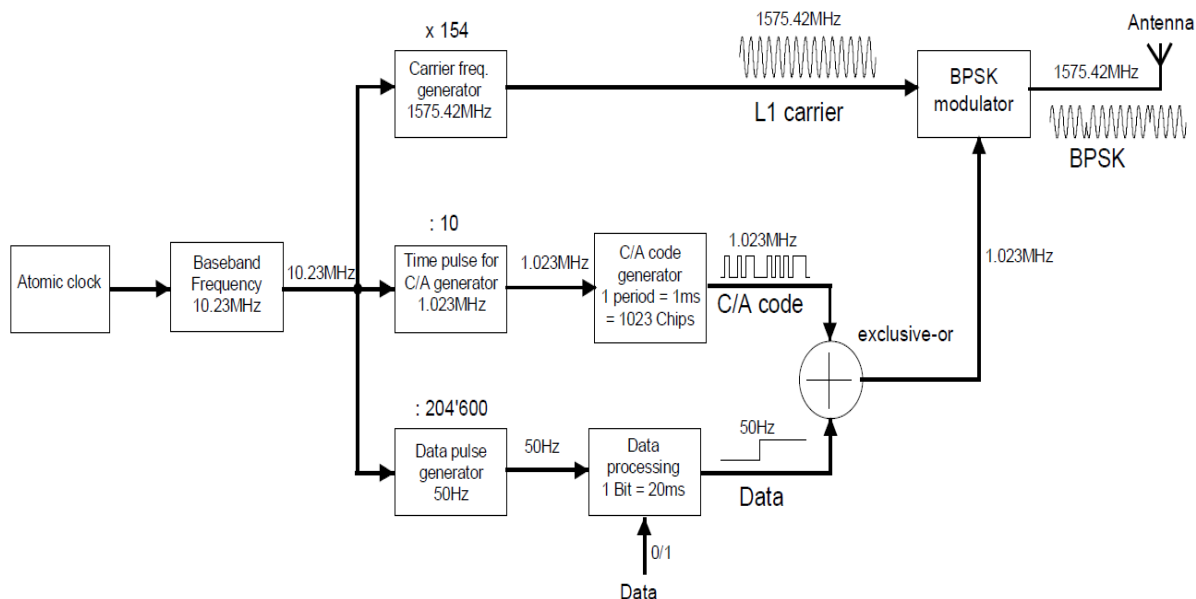 x 154
Carrier freq.
generator
1575.42MHz
1575.42MHz
L1 carrier
BPSK
modulator
Antenna
1575.42MHz
BPSK
Atomic clock
Baseband
Frequency
10.23MHz
10.23MHz
: 10
Time pulse for
C/A generator
1.023MHz
1.023MHz
C/A code
generator
1 period = 1ms
= 1023 Chips
1.023MHz
C/A code
exclusive-or
1.023MHz
: 204'600
Data pulse
generator
50Hz
50Hz
Data
processing
1 Bit = 20ms
50Hz
Data
0/1
Data